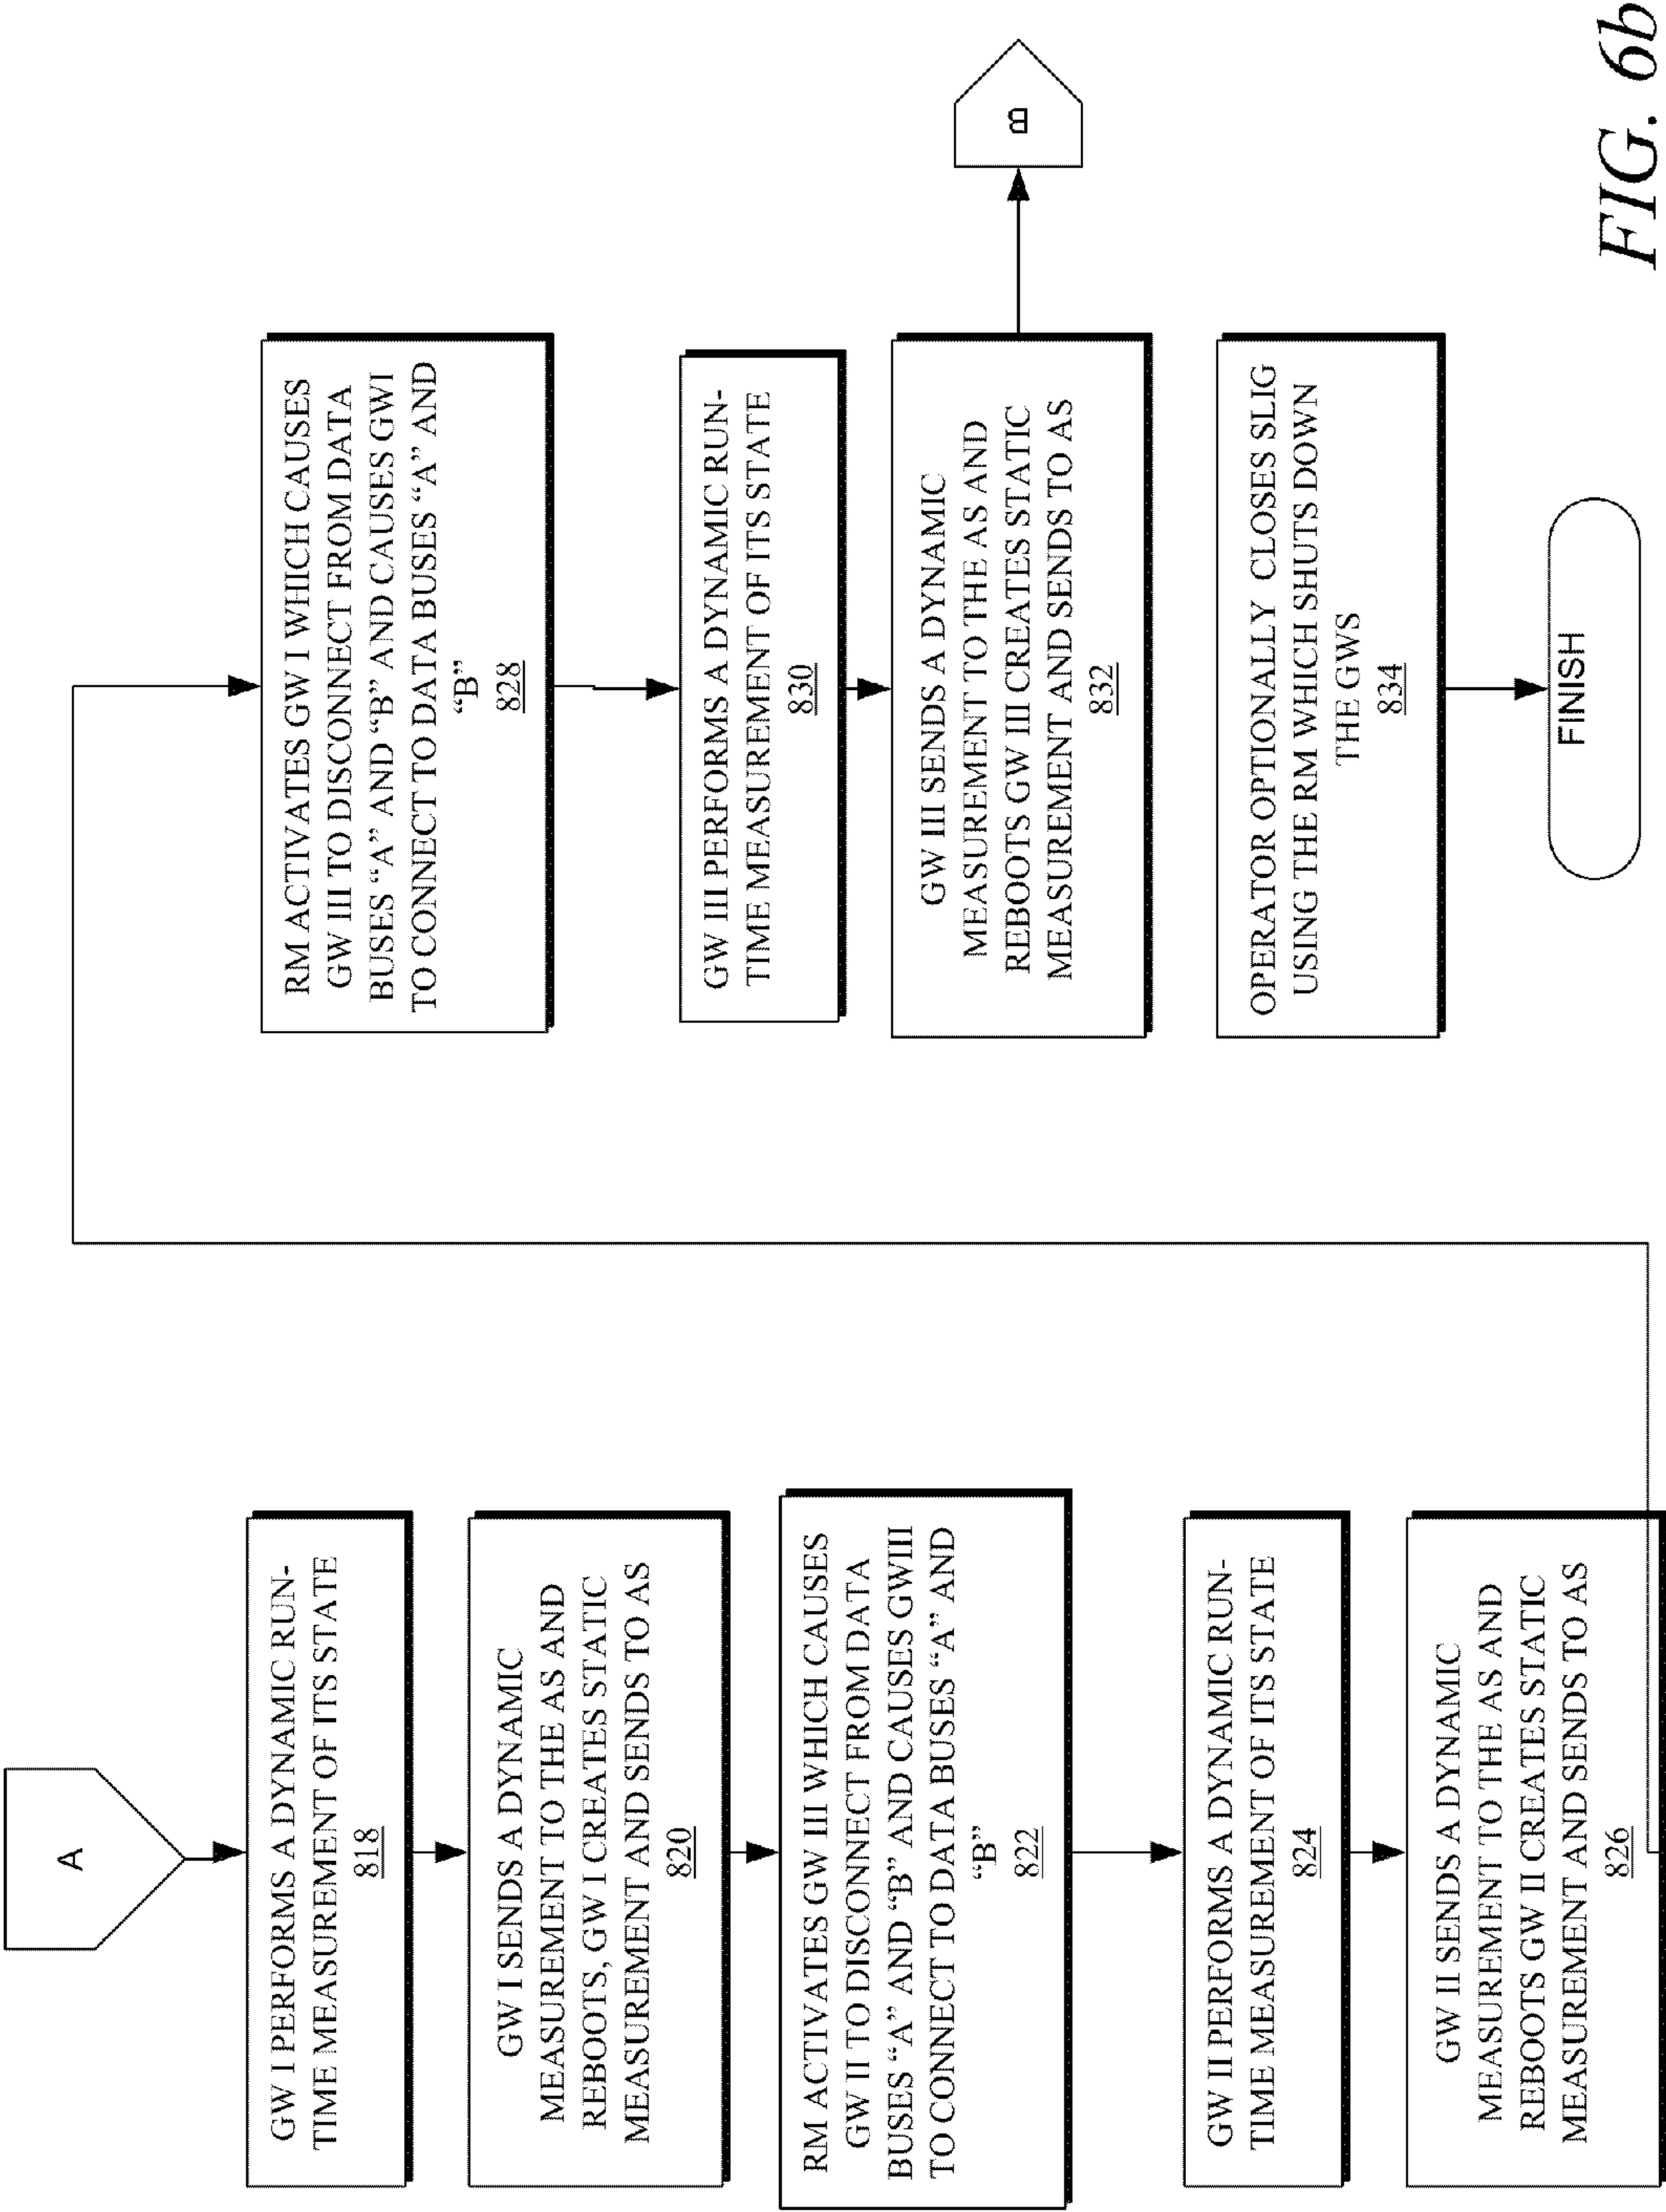 A
GW I PERFORMS A DYNAMIC RUN-
TIME MEASUREMENT OF ITS STATE
818
GW I SENDS A DYNAMIC
MEASUREMENT TO THE AS AND
REBOOTS, GW I CREATES STATIC
MEASUREMENT AND SENDS TO AS
820
RM ACTIVATES GW III WHICH CAUSES
GW II TO DISCONNECT FROM DATA
BUSES “A” AND “B” AND CAUSES GWIII
TO CONNECT TO DATA BUSES “A” AND
“B”
822
GW II PERFORMS A DYNAMIC RUN-
TIME MEASUREMENT OF ITS STATE
824
GW II SENDS A DYNAMIC
MEASUREMENT TO THE AS AND
REBOOTS GW II CREATES STATIC
MEASUREMENT AND SENDS TO AS
826
RM ACTIVATES GW I WHICH CAUSES
GW III TO DISCONNECT FROM DATA
BUSES “A” AND “B” AND CAUSES GWI
TO CONNECT TO DATA BUSES “A” AND
“B”
828
GW III PERFORMS A DYNAMIC RUN-
TIME MEASUREMENT OF ITS STATE
830
GW III SENDS A DYNAMIC
MEASUREMENT TO THE AS AND
REBOOTS GW III CREATES STATIC
MEASUREMENT AND SENDS TO AS
832
B
OPERATOR OPTIONALLY CLOSES SLIG
USING THE RM WHICH SHUTS DOWN
THE GWS
834
FINISH
FIG. 6b